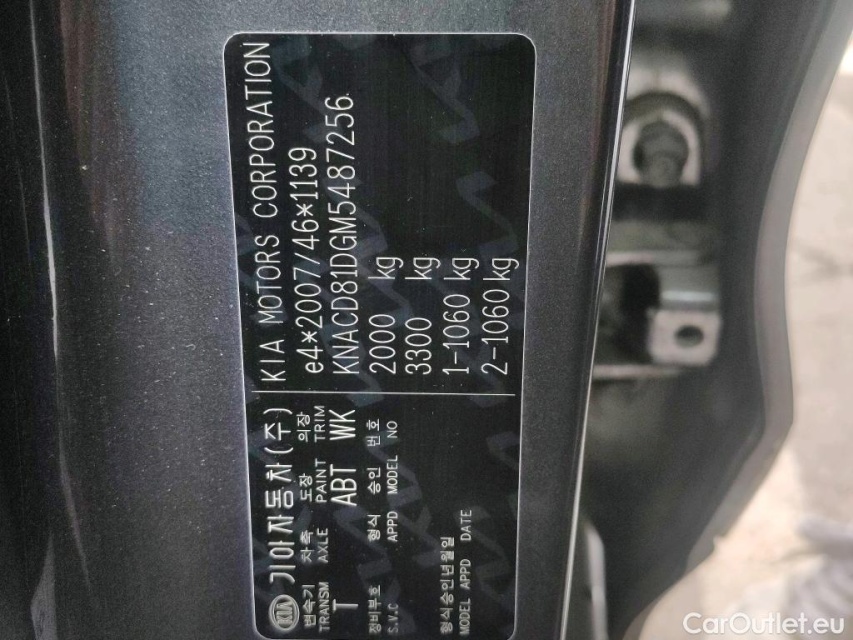 KIA 기아자동차(주)
변속기 차축 도장 의장
TRANSM AXLE PAINT TRIM
T ABT WK
정비부호 형식 승인 번호
S.V.C APPD MODEL NO
형식승인년월일
MODEL APPD DATE
KIA MOTORS CORPORATION
e4*2007/46*1139
KNACD81DGM5487256
2000 kg
3300 kg
1-1060 kg
2-1060 kg
CarOutlet.eu